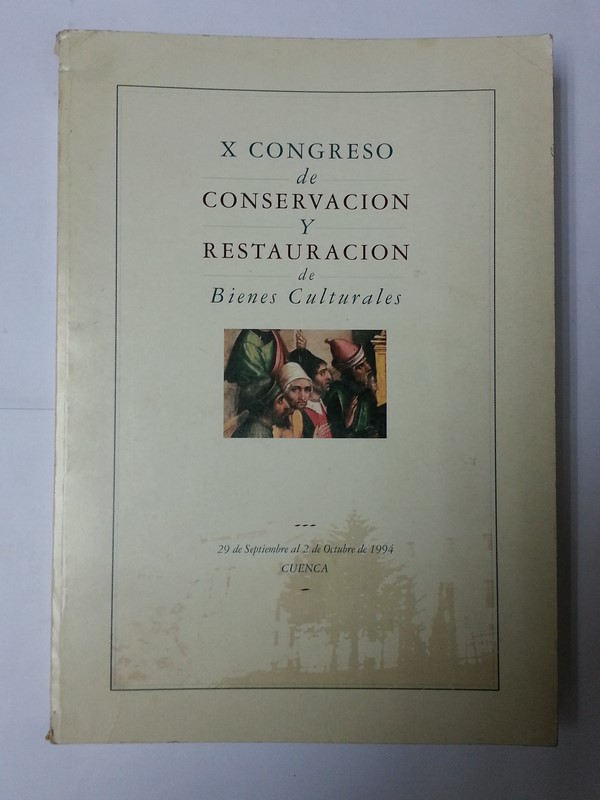 X CONGRESO
de
CONSERVACION
Y
RESTAURACION
de
Bienes Culturales
29 de Septiembre al 2 de Octubre de 1994
CUENCA